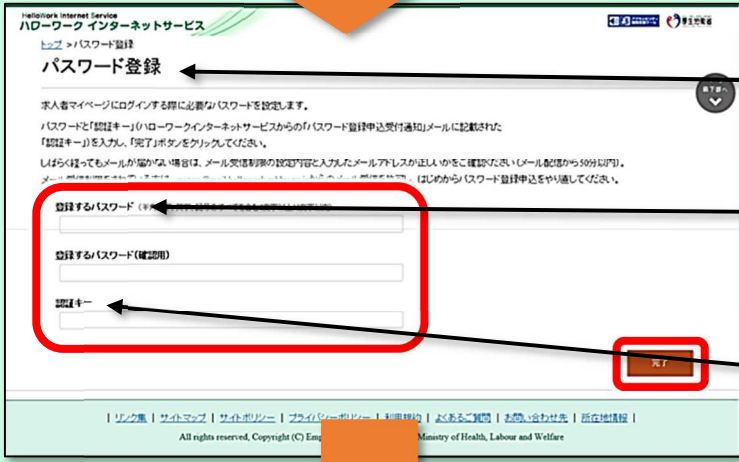 HelloWork Internet Service
ハローワーク インターネットサービス
厚生労働省
トップ > パスワード登録
パスワード登録
最下部へ
求人者マイページにログインする際に必要なパスワードを設定します。
パスワードと「認証キー」(ハローワークインターネットサービスからの「パスワード登録申込受付通知」メールに記載された
「認証キー」)を入力し、「完了」ボタンをクリックしてください。
しばらく経ってもメールが届かない場合は、メール受信制限の設定内容と入力したメールアドレスが正しいかをご確認ください(メール配信から50分以内)。
はじめからパスワード登録申込をやり直してください。
登録するパスワード
登録するパスワード(確認用)
認証キー
完了
| リンク集 | サイトマップ | サイトポリシー | プライバシーポリシー | 利用規約 | よくあるご質問 | お問い合わせ先 | 所在地情報 |
All rights reserved, Copyright (C) Ministry of Health, Labour and Welfare